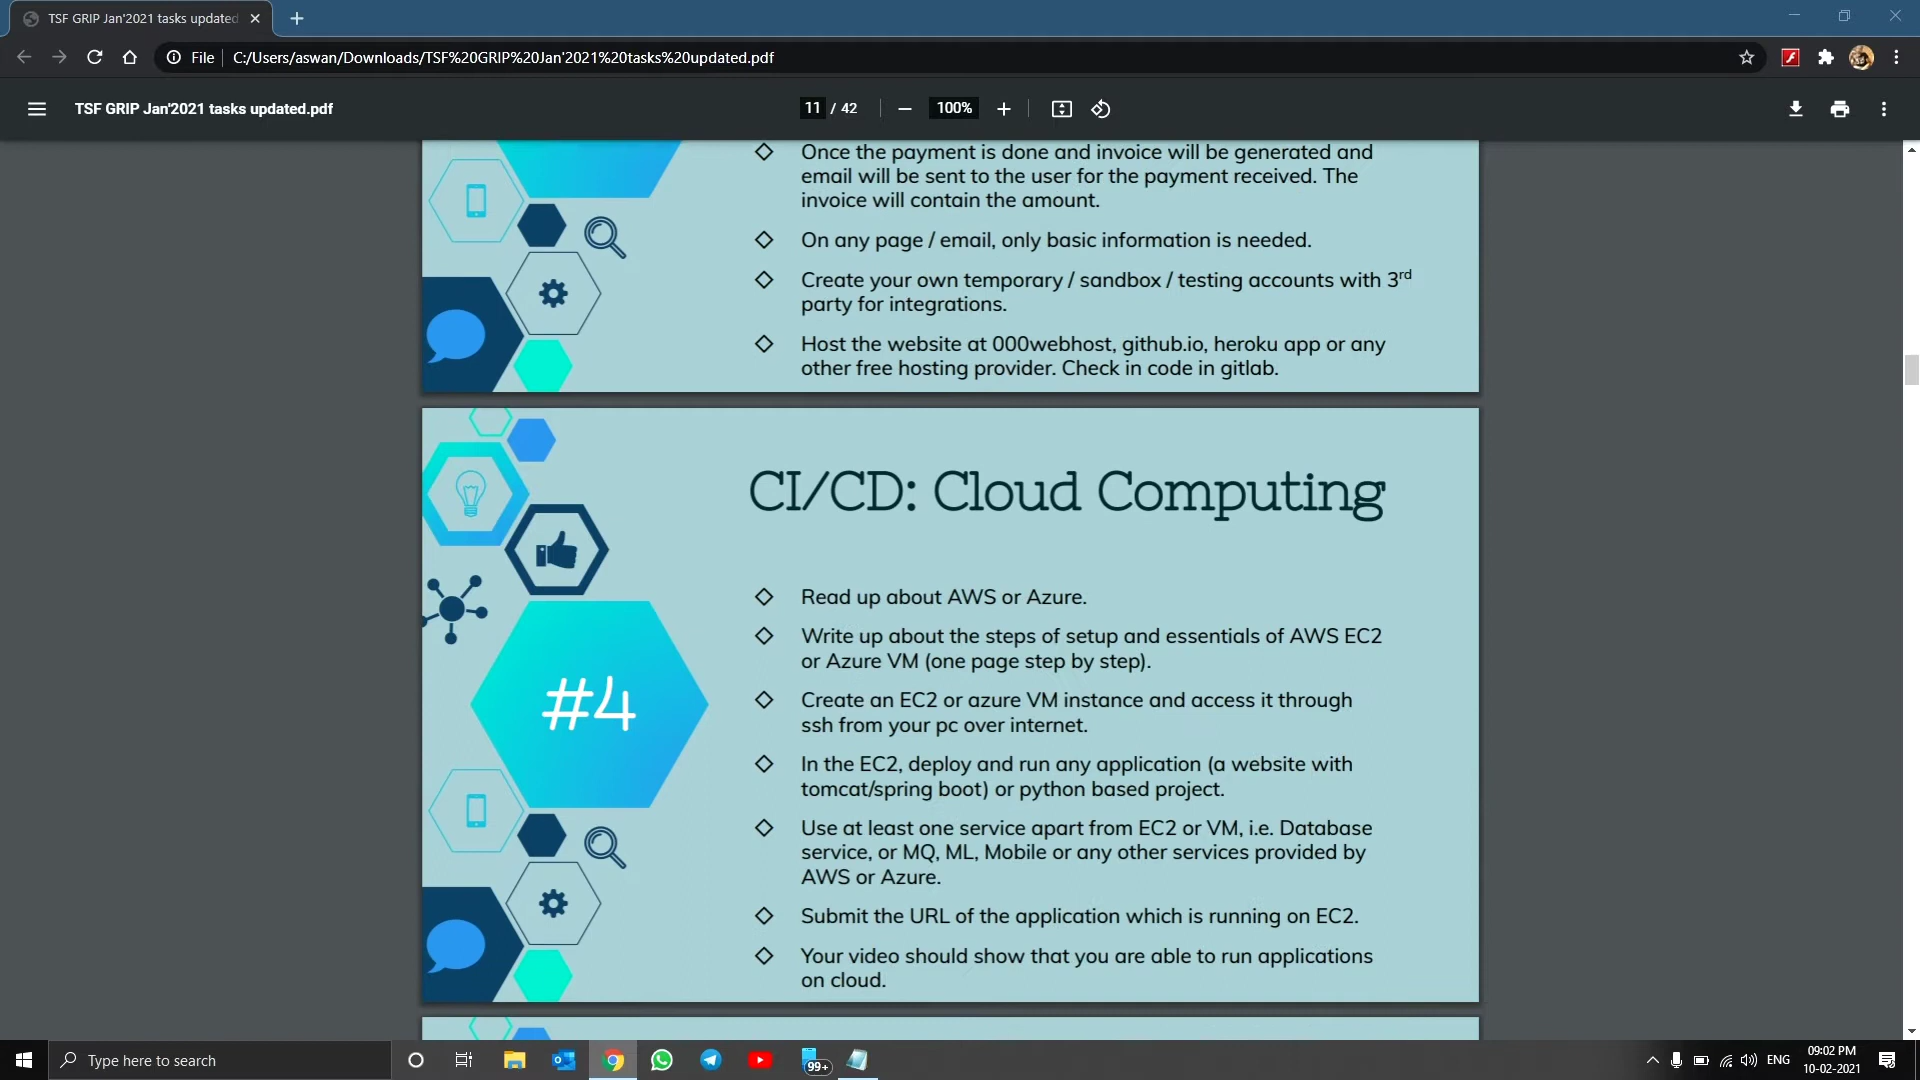 TSF GRIP Jan'2021 tasks updated
File
C:/Users/aswan/Downloads/TSF%20GRIP%20Jan'2021%20tasks%20updated.pdf
TSF GRIP Jan'2021 tasks updated.pdf
11 / 42
100%
Once the payment is done and invoice will be generated and
email will be sent to the user for the payment received. The
invoice will contain the amount.
On any page / email, only basic information is needed.
Create your own temporary / sandbox / testing accounts with 3rd
party for integrations.
Host the website at 000webhost, github.io, heroku app or any
other free hosting provider. Check in code in gitlab.
CI/CD: Cloud Computing
#4
Read up about AWS or Azure.
Write up about the steps of setup and essentials of AWS EC2
or Azure VM (one page step by step).
Create an EC2 or azure VM instance and access it through
ssh from your pc over internet.
In the EC2, deploy and run any application (a website with
tomcat/spring boot) or python based project.
Use at least one service apart from EC2 or VM, i.e. Database
service, or MQ, ML, Mobile or any other services provided by
AWS or Azure.
Submit the URL of the application which is running on EC2.
Your video should show that you are able to run applications
on cloud.
Type here to search
99+
ENG
09:02 PM
10-02-2021